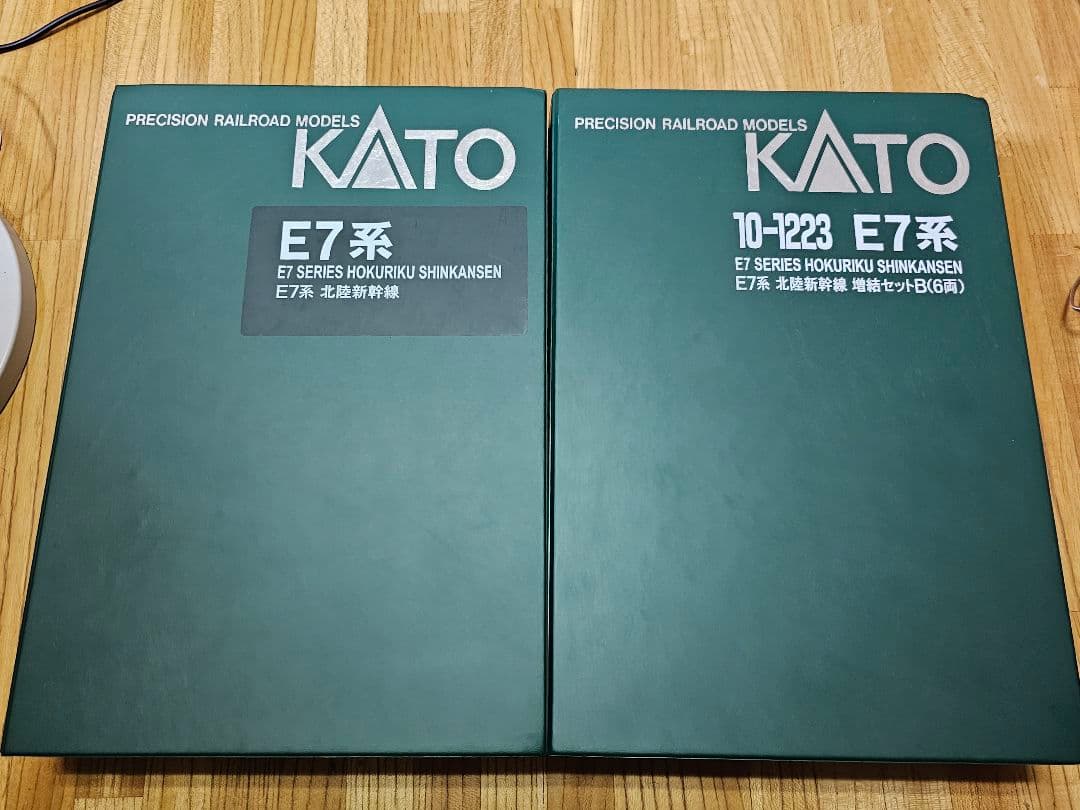 PRECISION RAILROAD MODELS
KATO
E7系
E7 SERIES HOKURIKU SHINKANSEN
E7系 北陸新幹線
PRECISION RAILROAD MODELS
KATO
10-1223 E7系
E7 SERIES HOKURIKU SHINKANSEN
E7系 北陸新幹線 増結セットB(6両)